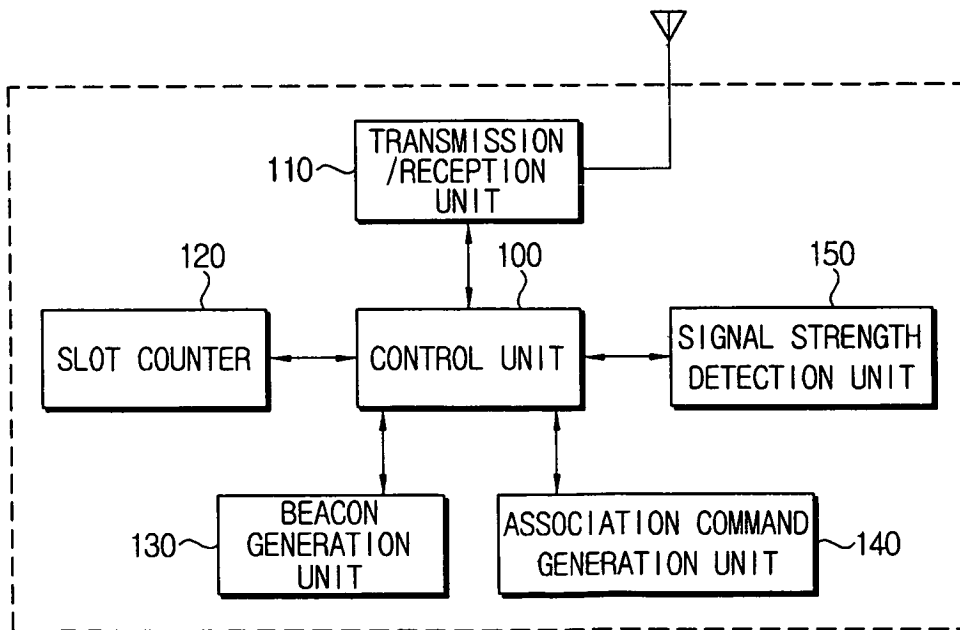 TRANSMISSION
/RECEPTION
UNIT
110
120
100
150
SLOT COUNTER
CONTROL UNIT
SIGNAL STRENGTH
DETECTION UNIT
BEACON
GENERATION
UNIT
130
ASSOCIATION COMMAND
GENERATION UNIT
140